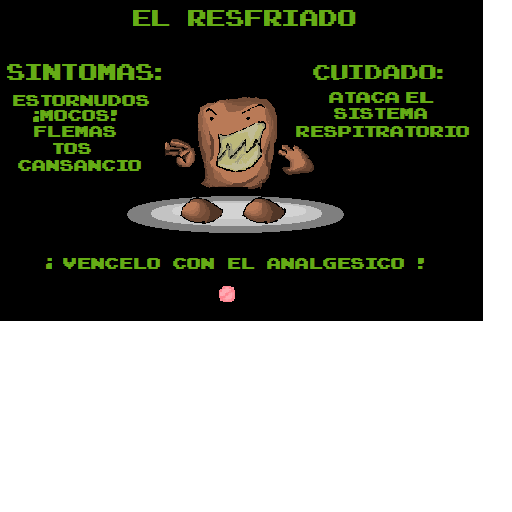 EL RESFRIADO
SINTOMAS:
ESTORNUDOS
¡MOCOS!
FLEMAS
TOS
CANSANCIO
CUIDADO:
ATACA EL
SISTEMA
RESPITRATORIO
¡ VENCELO CON EL ANALGESICO !